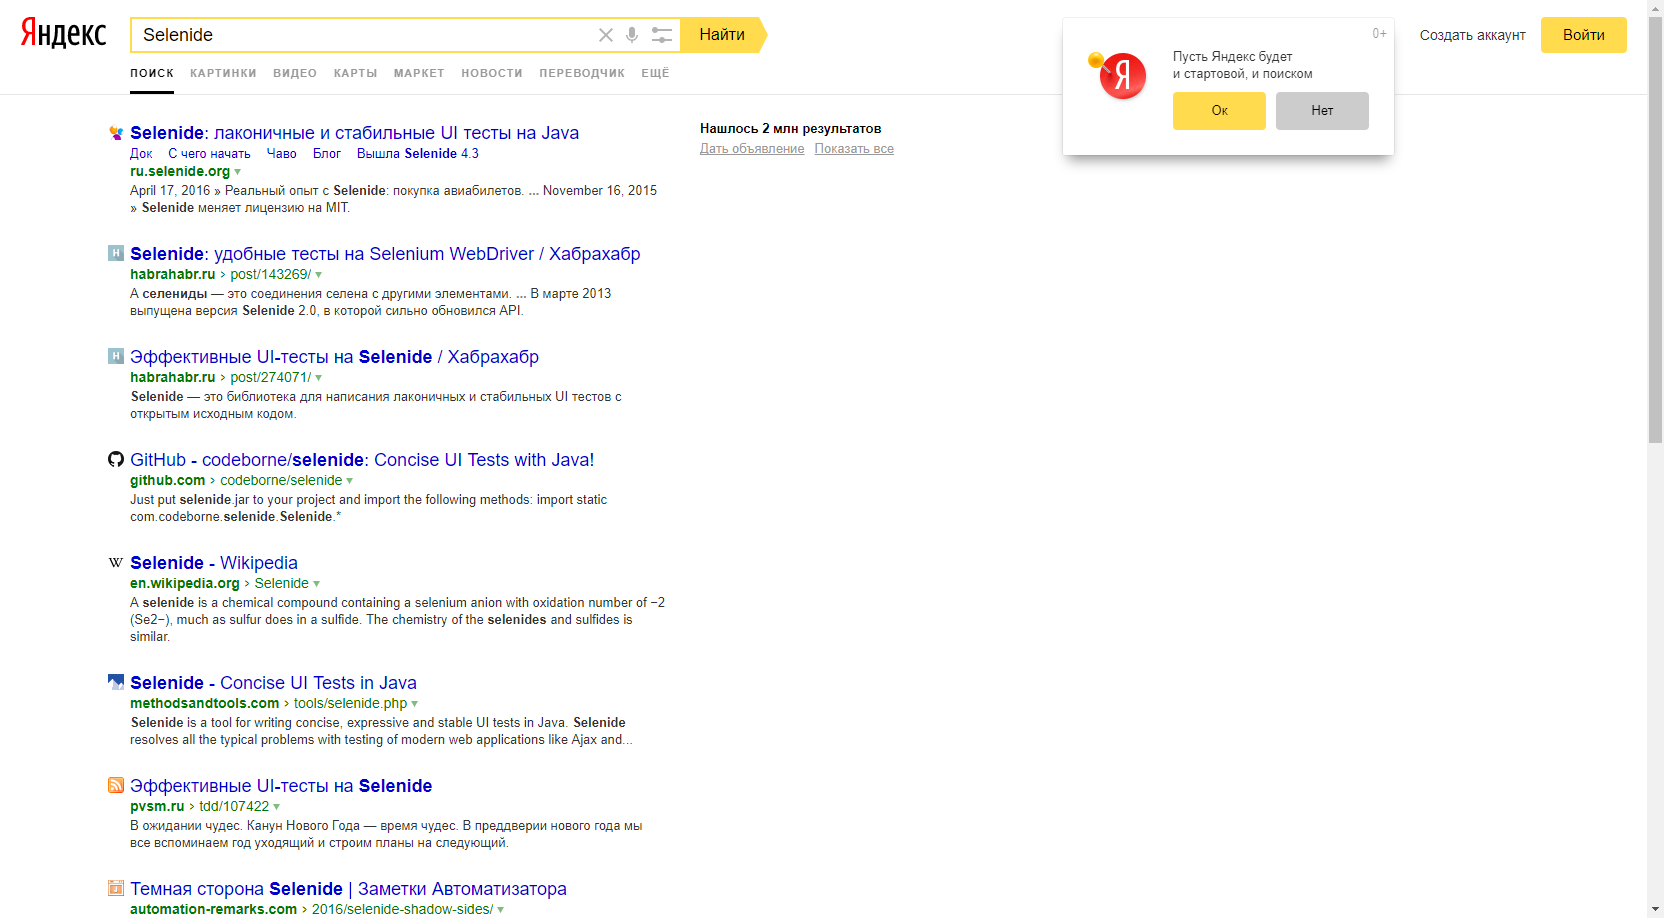 Яндекс
Selenide
Найти
0+
Пусть Яндекс будет
и стартовой, и поиском
Ок
Нет
Создать аккаунт
Войти
ПОИСК КАРТИНКИ ВИДЕО КАРТЫ МАРКЕТ НОВОСТИ ПЕРЕВОДЧИК ЕЩЁ
Selenide: лаконичные и стабильные UI тесты на Java
Док С чего начать Чаво Блог Вышла Selenide 4.3
ru.selenide.org
April 17, 2016 » Реальный опыт с Selenide: покупка авиабилетов. ... November 16, 2015
» Selenide меняет лицензию на MIT.
Нашлось 2 млн результатов
Дать объявление Показать все
Selenide: удобные тесты на Selenium WebDriver / Хабрахабр
habrahabr.ru › post/143269/
А селениды — это соединения селена с другими элементами. ... В марте 2013
выпущена версия Selenide 2.0, в которой сильно обновился API.
Эффективные UI-тесты на Selenide / Хабрахабр
habrahabr.ru › post/274071/
Selenide — это библиотека для написания лаконичных и стабильных UI тестов с
открытым исходным кодом.
GitHub - codeborne/selenide: Concise UI Tests with Java!
github.com › codeborne/selenide
Just put selenide.jar to your project and import the following methods: import static
com.codeborne.selenide.Selenide.*
Selenide - Wikipedia
en.wikipedia.org › Selenide
A selenide is a chemical compound containing a selenium anion with oxidation number of −2
(Se2−), much as sulfur does in a sulfide. The chemistry of the selenides and sulfides is
similar.
Selenide - Concise UI Tests in Java
methodsandtools.com › tools/selenide.php
Selenide is a tool for writing concise, expressive and stable UI tests in Java. Selenide
resolves all the typical problems with testing of modern web applications like Ajax and...
Эффективные UI-тесты на Selenide
pvsm.ru › tdd/107422
В ожидании чудес. Канун Нового Года — время чудес. В преддверии нового года мы
все вспоминаем год уходящий и строим планы на следующий.
Темная сторона Selenide | Заметки Автоматизатора
automation-remarks.com › 2016/selenide-shadow-sides/